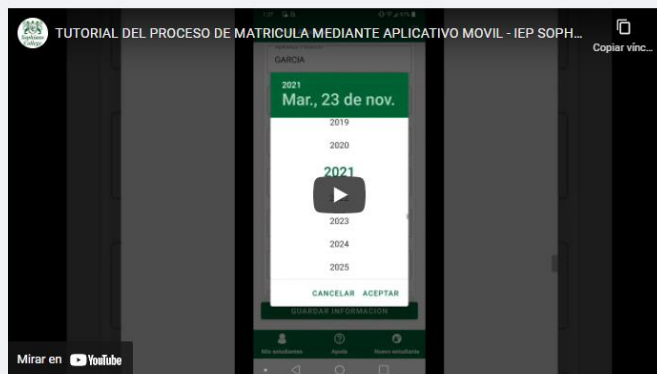 TUTORIAL DEL PROCESO DE MATRICULA MEDIANTE APLICATIVO MOVIL - IEP SOPH...
Copiar vínc...
GARCIA
2021
Mar., 23 de nov.
2019
2020
2021
2023
2024
2025
CANCELAR ACEPTAR
GUARDAR INFORMACION
Mis estudiantes Ayuda Nuevo estudiante
Mirar en YouTube